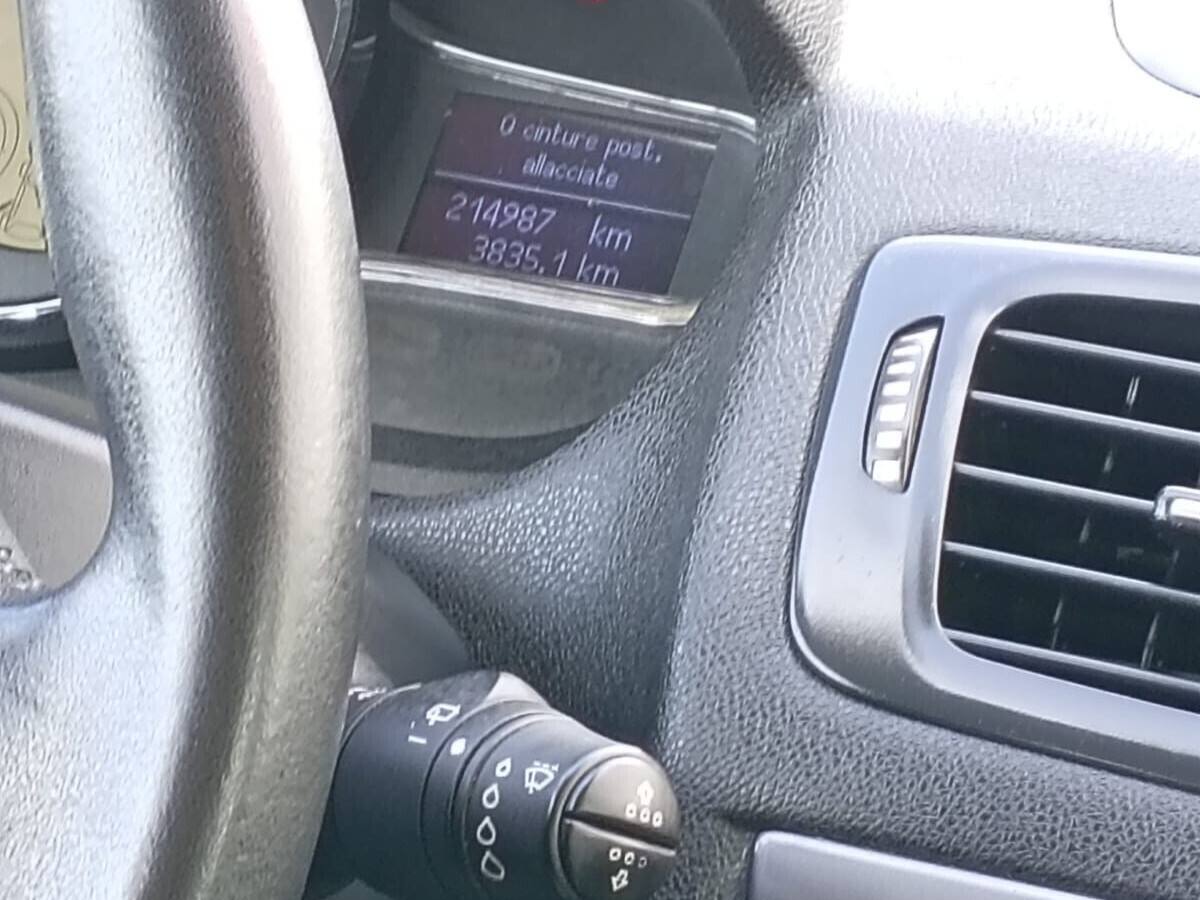 0 cinture post.
allacciate
214987 km
3835.1 km